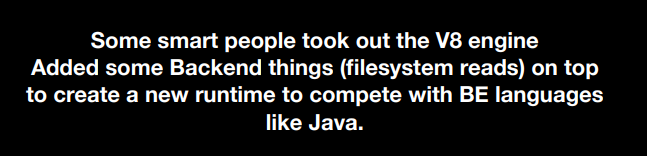 Some smart people took out the V8 engine
Added some Backend things (filesystem reads) on top
to create a new runtime to compete with BE languages
like Java.